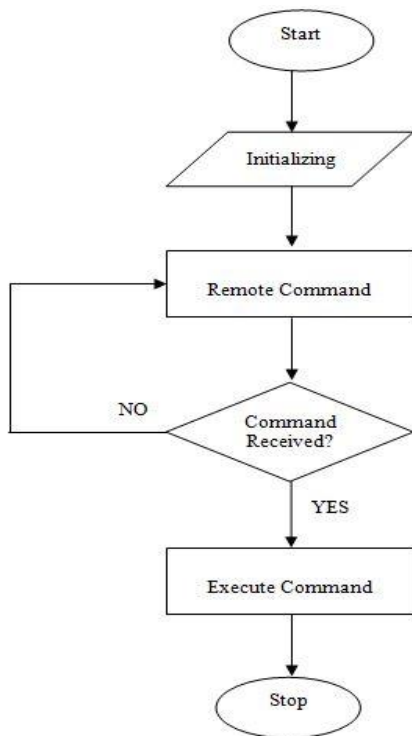 Start
Initializing
Remote Command
NO
Command
Received?
YES
Execute Command
Stop